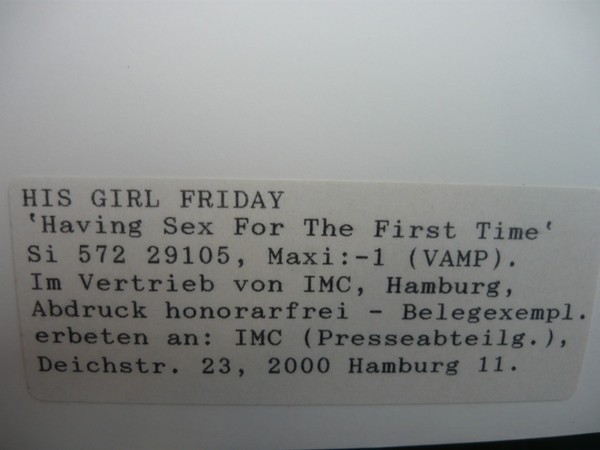 HIS GIRL FRIDAY
'Having Sex For The First Time'
Si 572 29105, Maxi:-1 (VAMP).
Im Vertrieb von IMC, Hamburg,
Abdruck honorarfrei - Belegexempl.
erbeten an: IMC (Presseabteilg.),
Deichstr. 23, 2000 Hamburg 11.